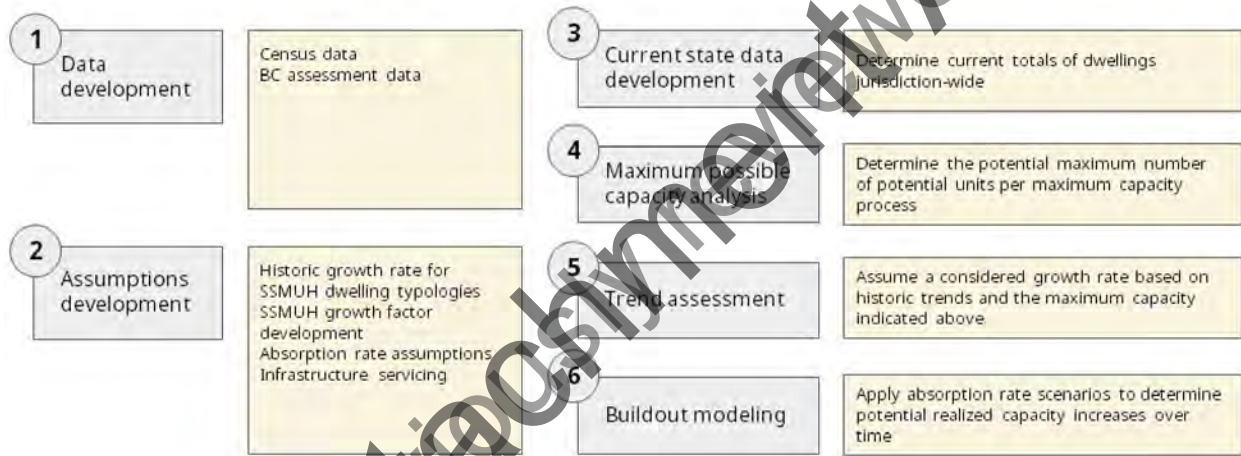 1
Data
development
Census data
BC assessment data
2
Assumptions
development
Historic growth rate for
SSMUH dwelling typologies
SSMUH growth factor
development
Absorption rate assumptions
Infrastructure servicing
3
Current state data
development
Determine current totals of dwellings
jurisdiction-wide
4
Maximum possible
capacity analysis
Determine the potential maximum number
of potential units per maximum capacity
process
5
Trend assessment
Assume a considered growth rate based on
historic trends and the maximum capacity
indicated above
6
Buildout modeling
Apply absorption rate scenarios to determine
potential realized capacity increases over
time